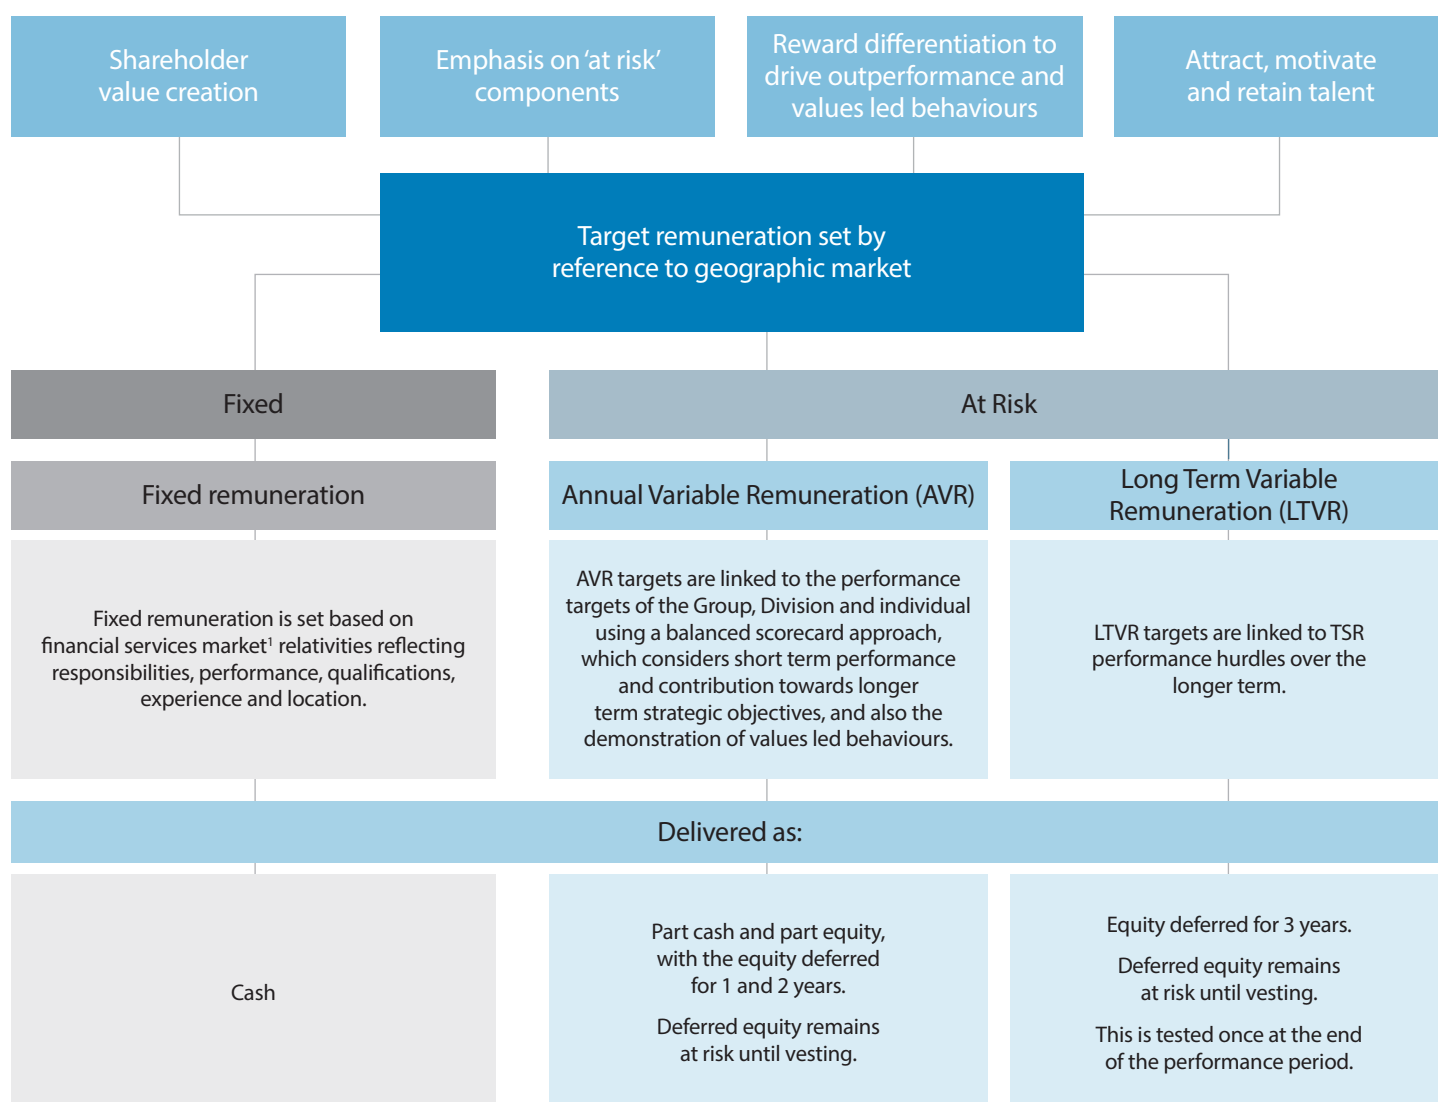 Shareholder
value creation
Emphasis on ‘at risk’
components
Reward differentiation to
drive outperformance and
values led behaviours
Attract, motivate
and retain talent
Target remuneration set by
reference to geographic market
Fixed
At Risk
Fixed remuneration
Annual Variable Remuneration (AVR)
Long Term Variable
Remuneration (LTVR)
Fixed remuneration is set based on
financial services market¹ relativities reflecting
responsibilities, performance, qualifications,
experience and location.
AVR targets are linked to the performance
targets of the Group, Division and individual
using a balanced scorecard approach,
which considers short term performance
and contribution towards longer
term strategic objectives, and also the
demonstration of values led behaviours.
LTVR targets are linked to TSR
performance hurdles over the
longer term.
Delivered as:
Cash
Part cash and part equity,
with the equity deferred
for 1 and 2 years.
Deferred equity remains
at risk until vesting.
Equity deferred for 3 years.
Deferred equity remains
at risk until vesting.
This is tested once at the end
of the performance period.